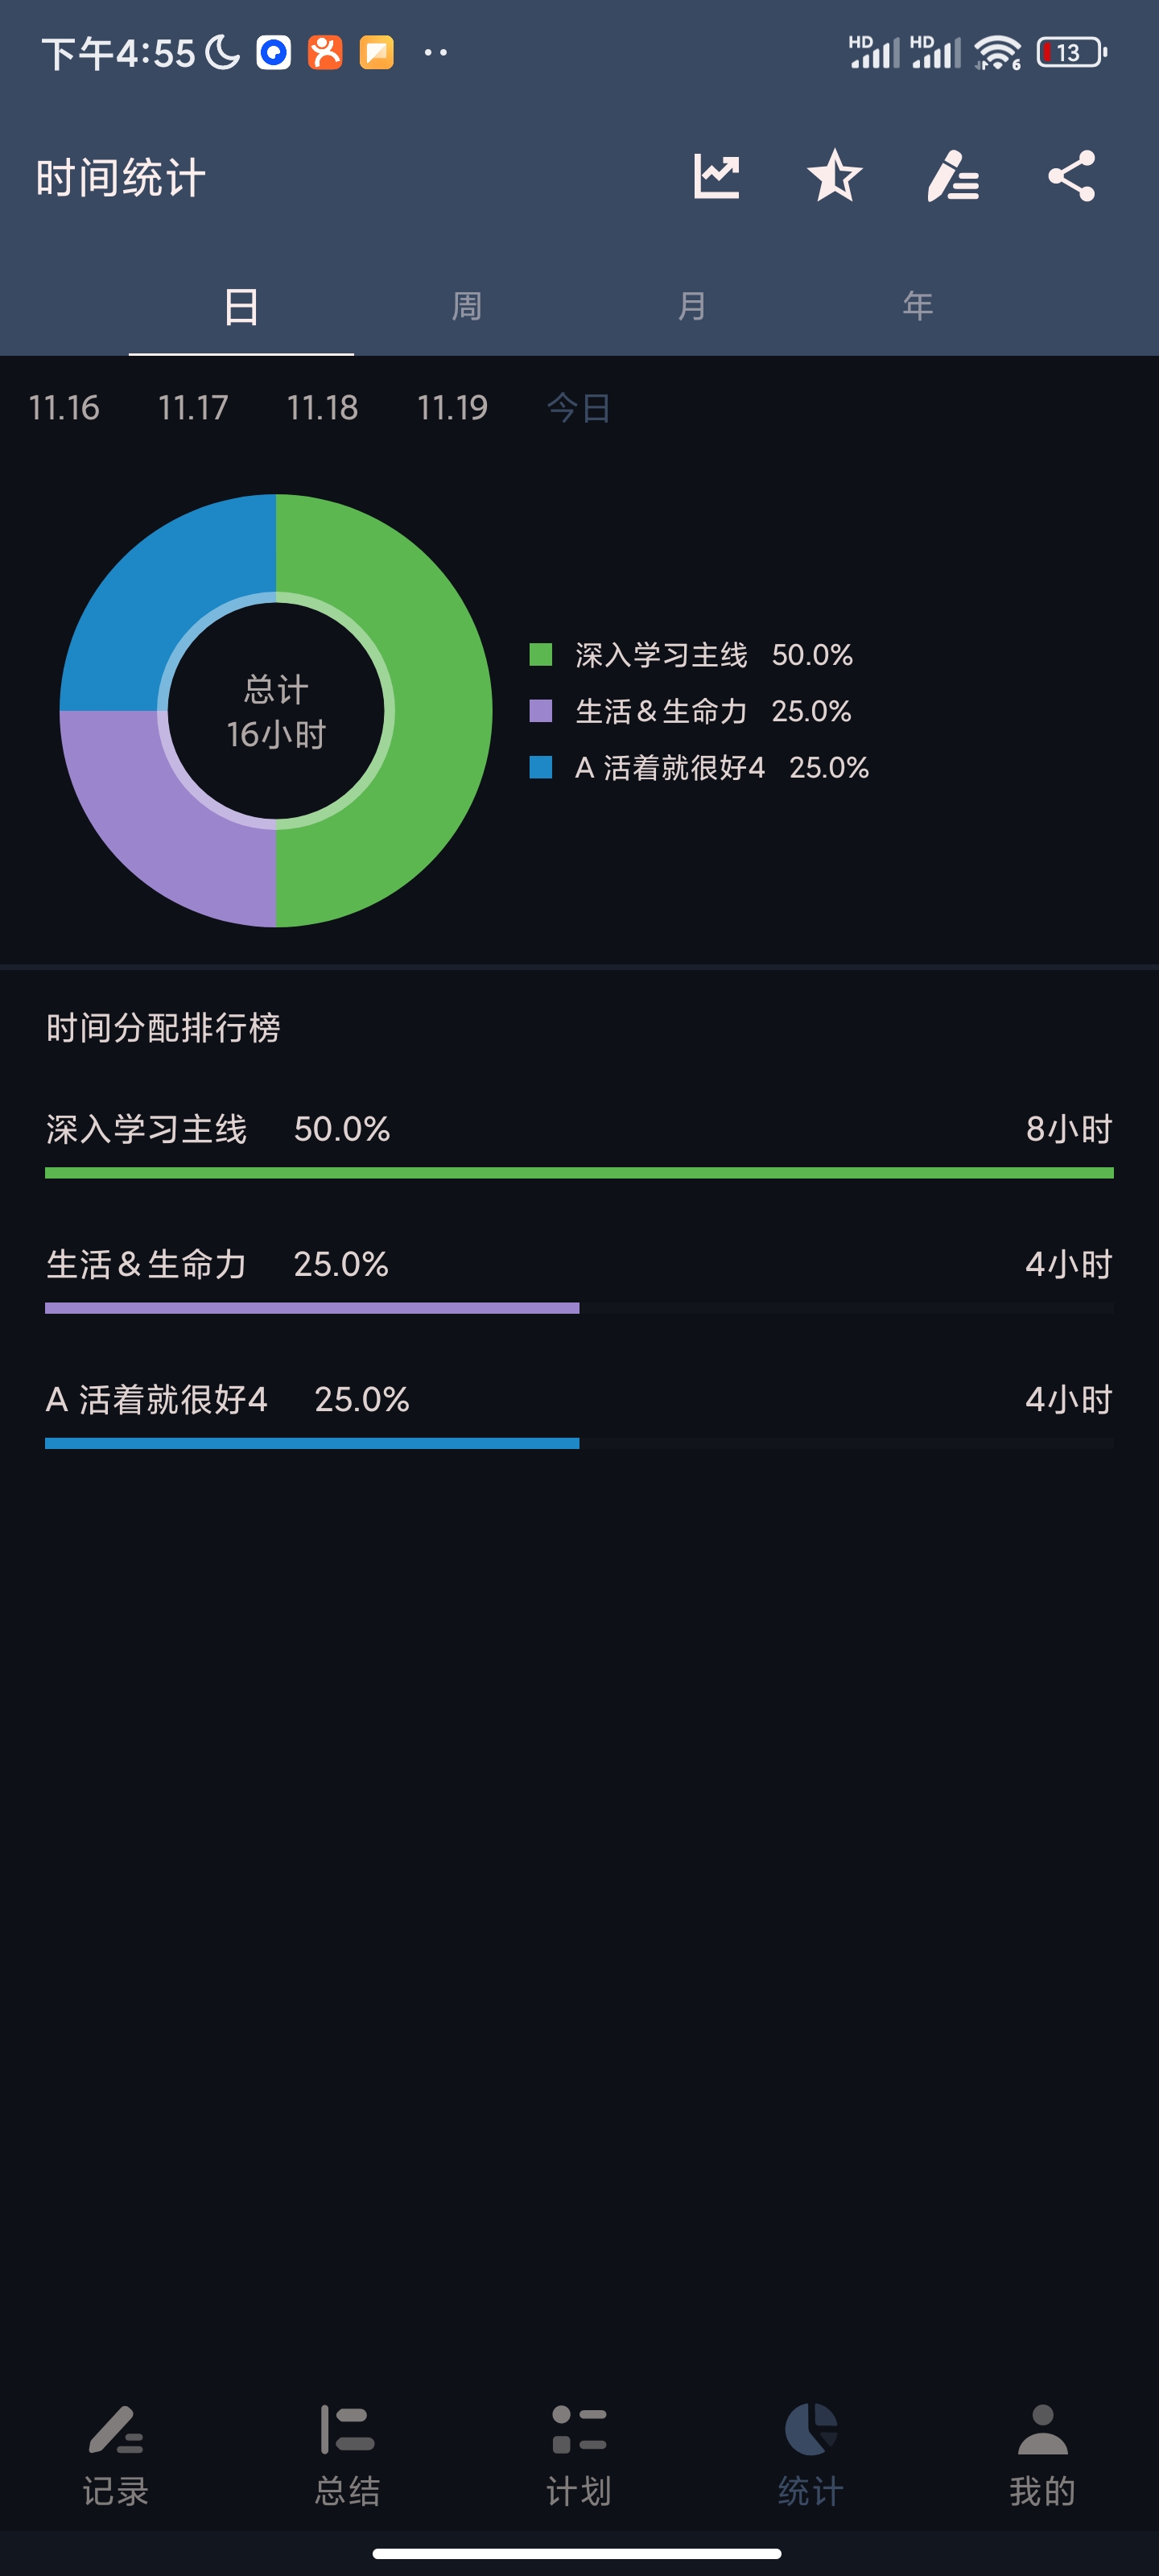 下午4:55 HD HD 6 13
时间统计
日 周 月 年
11.16 11.17 11.18 11.19 今日
总计
16小时
深入学习主线 50.0%
生活&生命力 25.0%
A 活着就很好4 25.0%
时间分配排行榜
深入学习主线 50.0% 8小时
生活&生命力 25.0% 4小时
A 活着就很好4 25.0% 4小时
记录 总结 计划 统计 我的